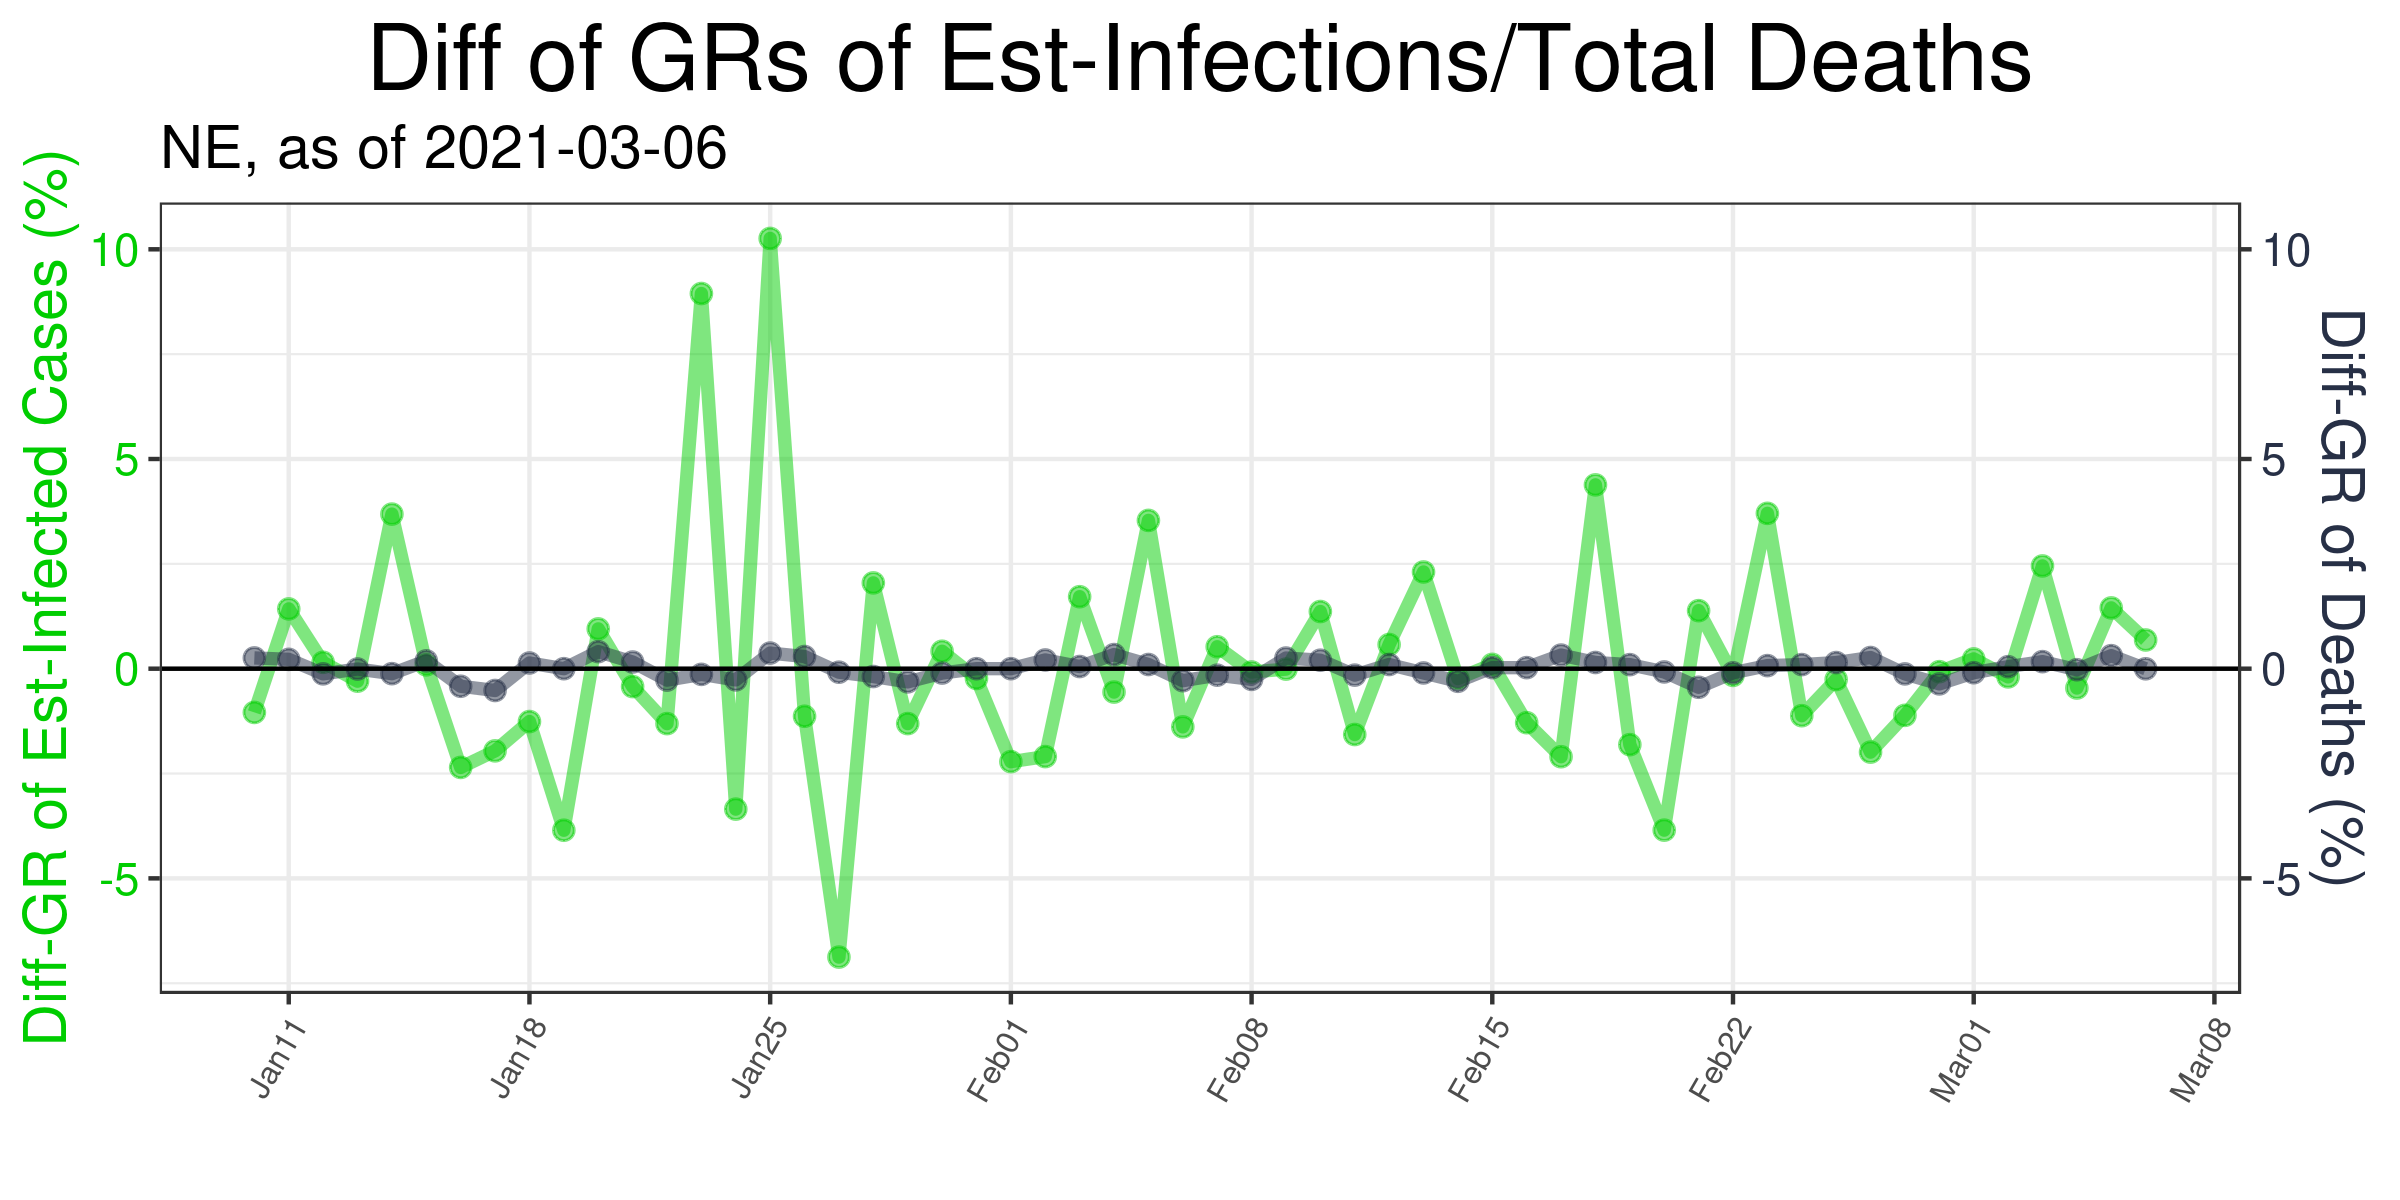 Diff of GRs of Est-Infections/Total Deaths
NE, as of 2021-03-06
Diff-GR of Est-Infected Cases (%)
10
5
0
-5
10
5
0
-5
Diff-GR of Deaths (%)
Jan11
Jan18
Jan25
Feb01
Feb08
Feb15
Feb22
Mar01
Mar08